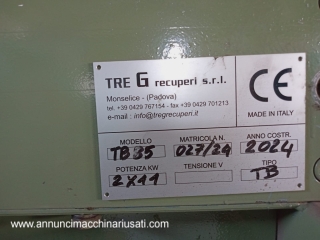 TRE G recuperi s.r.l.
Monselice - (Padova)
tel. +39 0429 767154 - fax +39 0429 701213
e-mail : info@tregrecuperi.it
CE
MADE IN ITALY
MODELLO MATRICOLA N. ANNO COSTR.
TB35 027/24 2024
POTENZA KW TENSIONE V TIPO
2X11 TB
www.annuncimacchinariusati.com